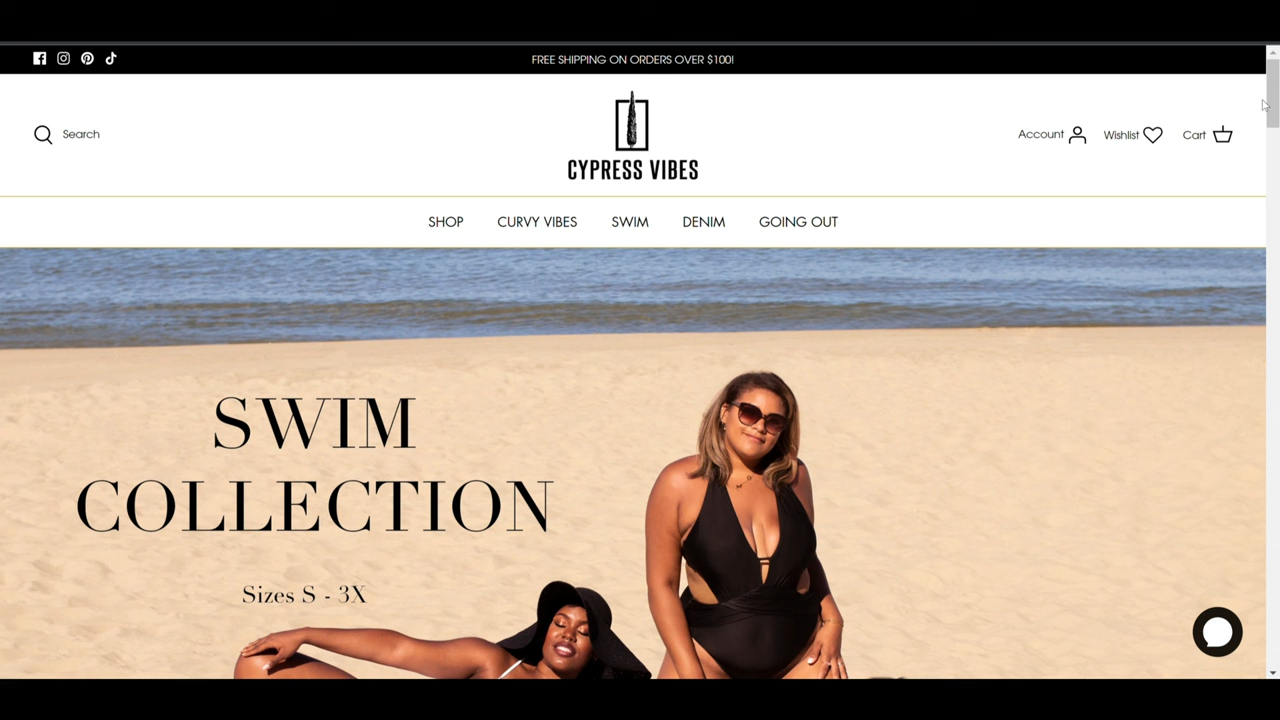 FREE SHIPPING ON ORDERS OVER $100!
Search
CYPRESS VIBES
Account
Wishlist
Cart
SHOP
CURVY VIBES
SWIM
DENIM
GOING OUT
SWIM
COLLECTION
Sizes S - 3X